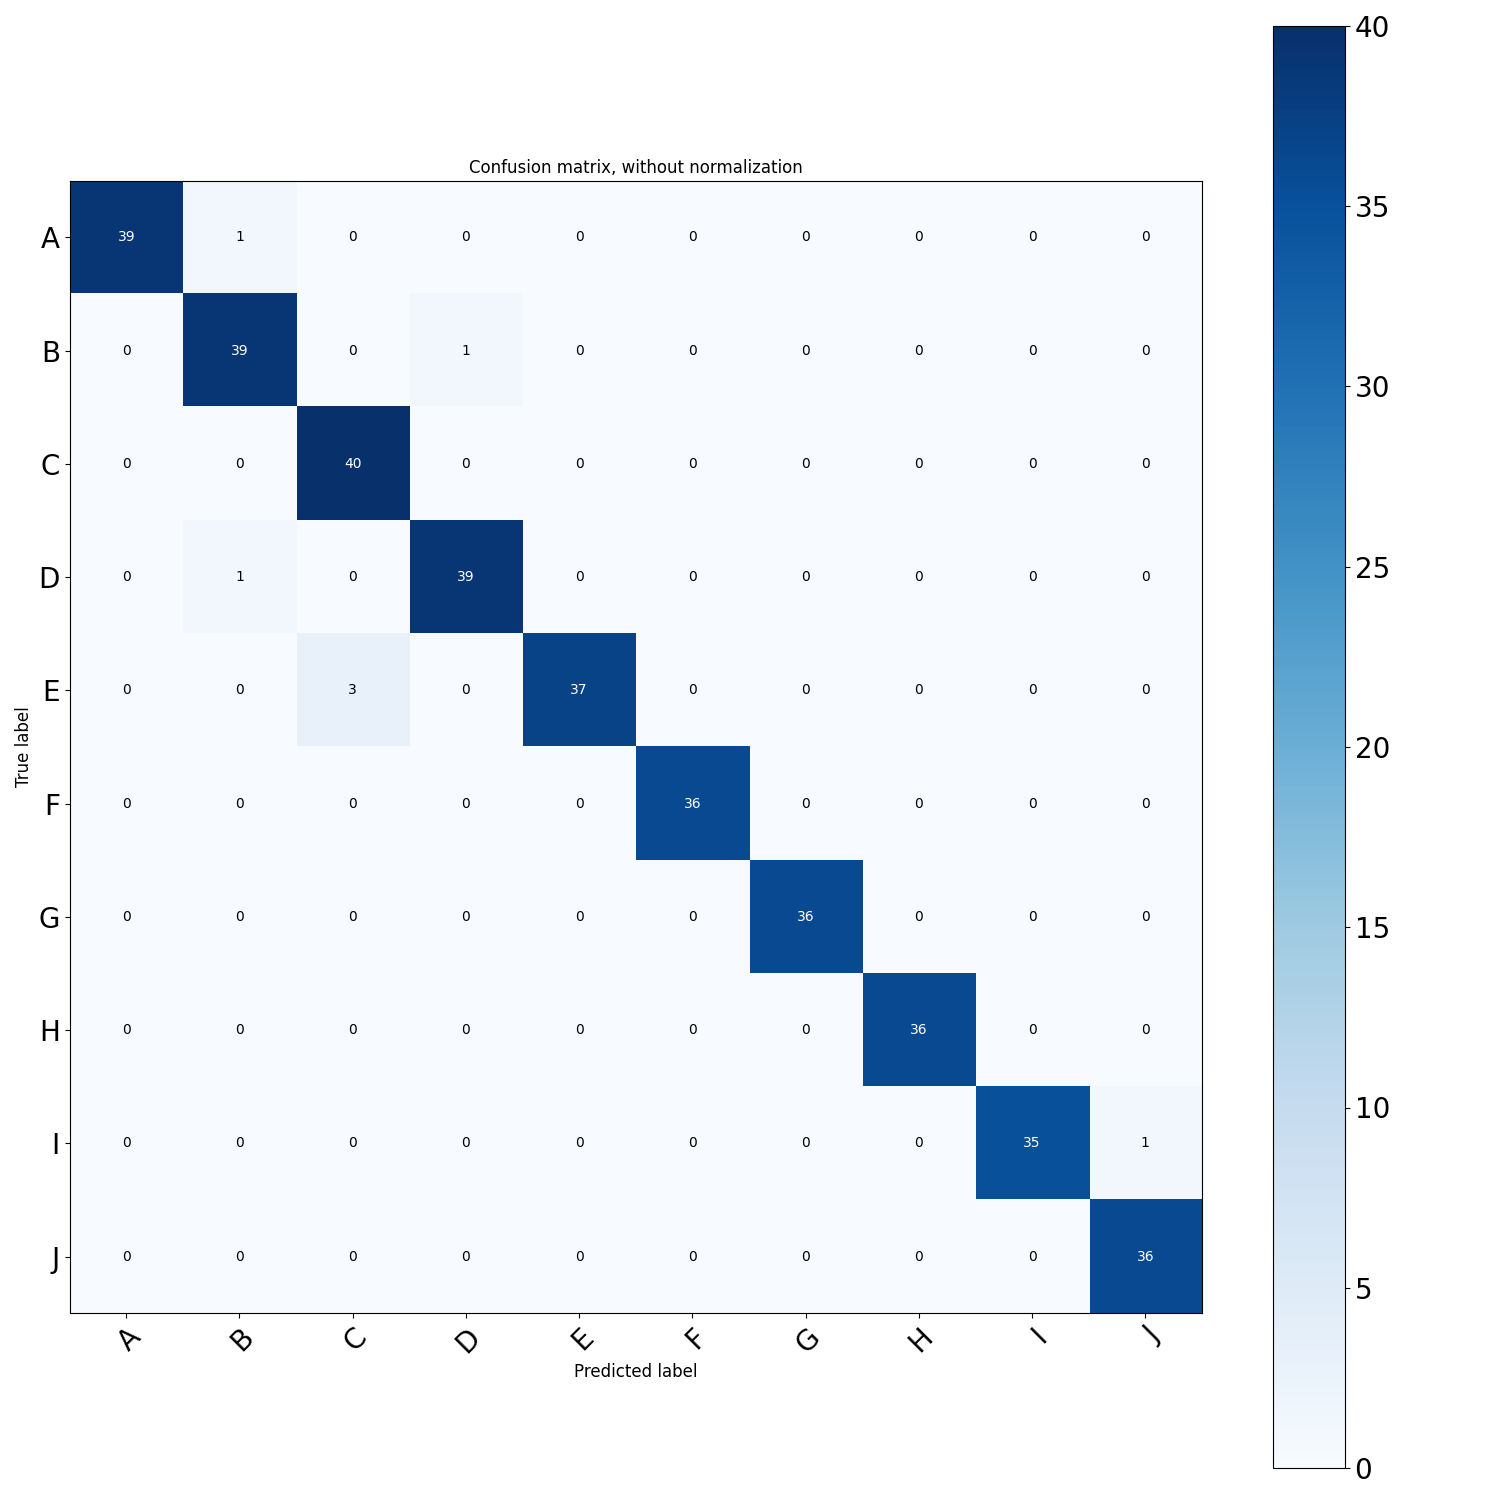 Confusion matrix, without normalization
A 39 1 0 0 0 0 0 0 0 0
B 0 39 0 1 0 0 0 0 0 0
C 0 0 40 0 0 0 0 0 0 0
D 0 1 0 39 0 0 0 0 0 0
E 0 0 3 0 37 0 0 0 0 0
F 0 0 0 0 0 36 0 0 0 0
G 0 0 0 0 0 0 36 0 0 0
H 0 0 0 0 0 0 0 36 0 0
I 0 0 0 0 0 0 0 0 35 1
J 0 0 0 0 0 0 0 0 0 36
A B C D E F G H I J
True label
Predicted label
40
35
30
25
20
15
10
5
0